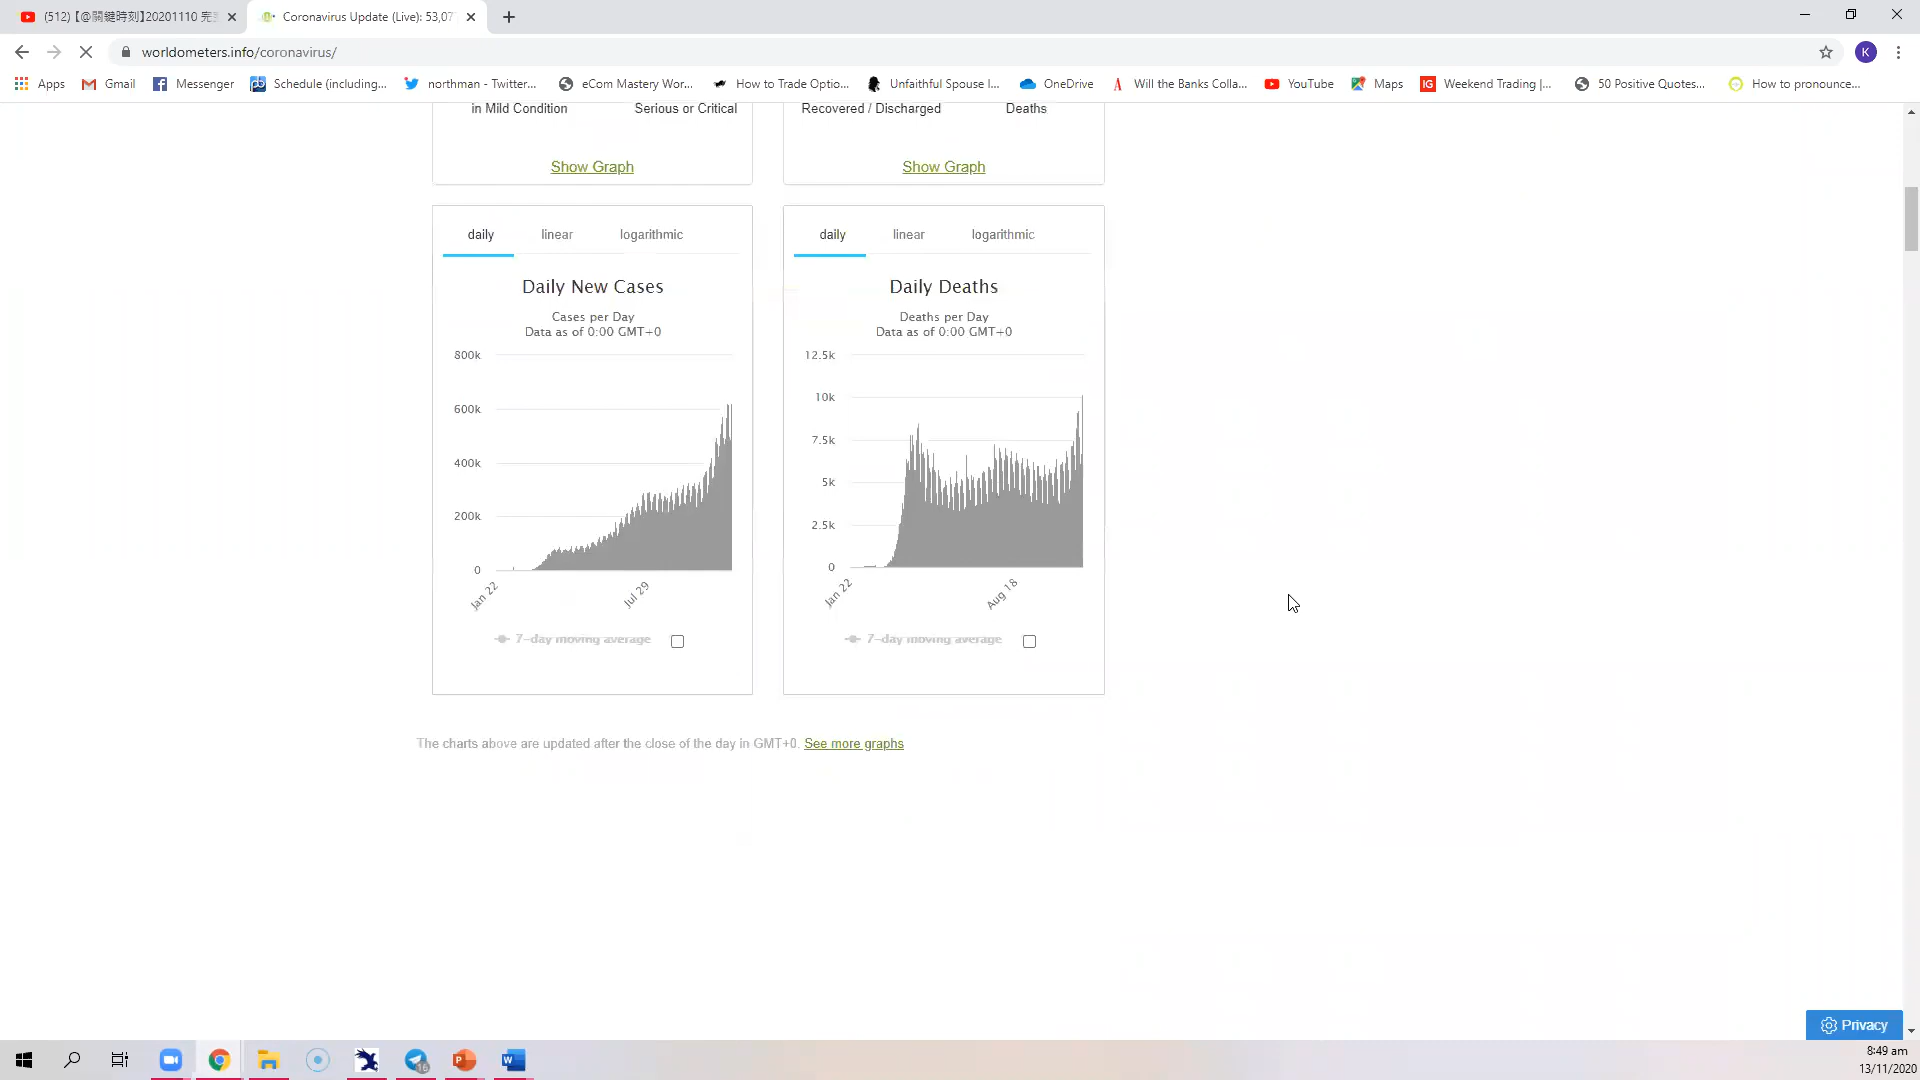 (512)【@關鍵時刻】20201110 完
Coronavirus Update (Live): 53,07
worldometers.info/coronavirus/
K
Apps
Gmail
Messenger
Schedule (including...
northman - Twitter...
eCom Mastery Wor...
How to Trade Optio...
Unfaithful Spouse I...
OneDrive
Will the Banks Colla...
YouTube
Maps
IG Weekend Trading |...
50 Positive Quotes...
How to pronounce...
in Mild Condition
Serious or Critical
Recovered / Discharged
Deaths
Show Graph
Show Graph
daily linear logarithmic
Daily New Cases
Cases per Day
Data as of 0:00 GMT+0
800k
600k
400k
200k
0
Jan 22
Jul 29
7-day moving average
daily linear logarithmic
Daily Deaths
Deaths per Day
Data as of 0:00 GMT+0
12.5k
10k
7.5k
5k
2.5k
0
Jan 22
Aug 18
7-day moving average
The charts above are updated after the close of the day in GMT+0. See more graphs
Privacy
16
8:49 am
13/11/2020